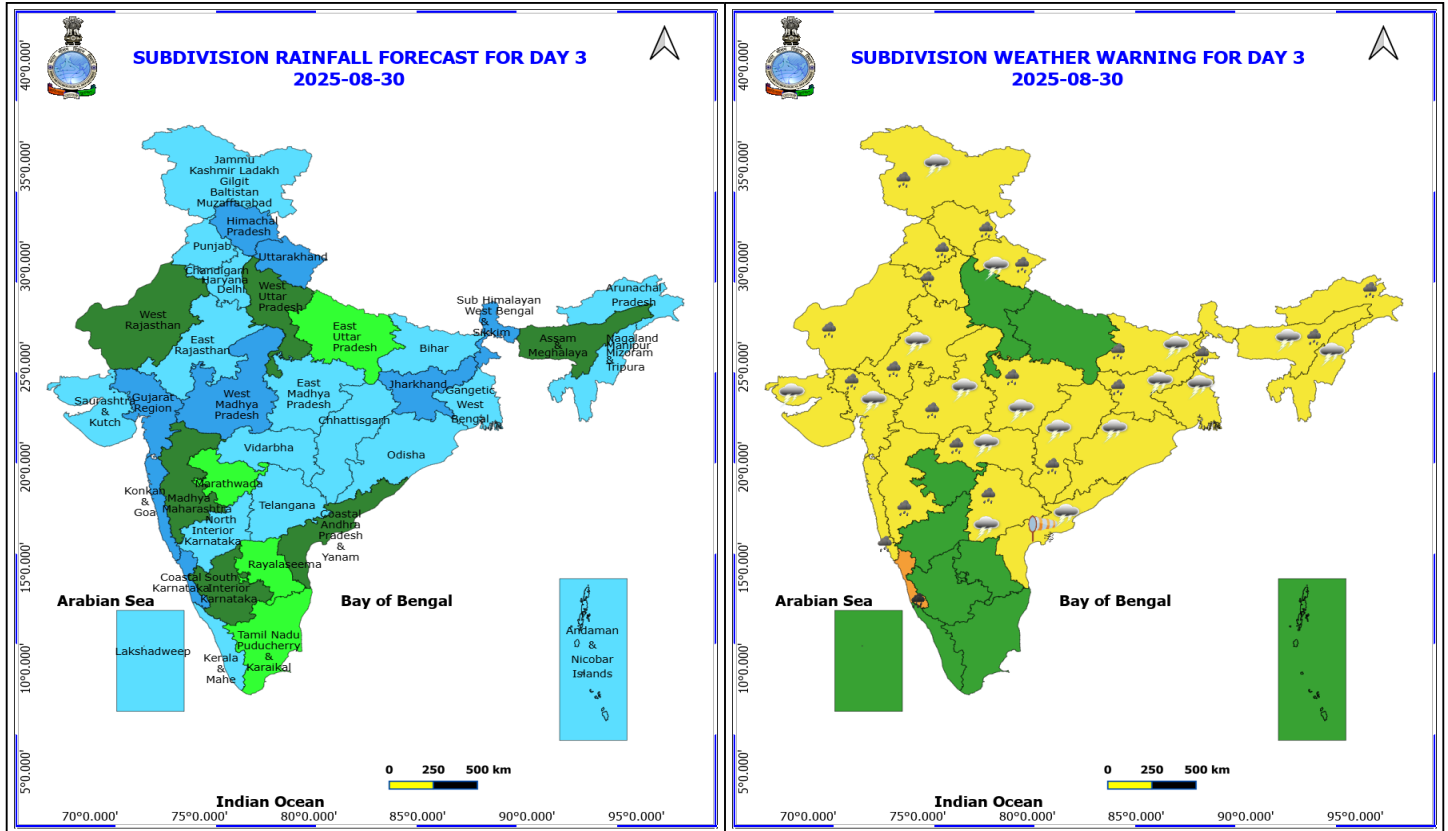 SUBDIVISION RAINFALL FORECAST FOR DAY 3
2025-08-30
40°0.000'
35°0.000'
30°0.000'
25°0.000'
20°0.000'
15°0.000'
10°0.000'
5°0.000'
Jammu
Kashmir Ladakh
Gilgit
Baltistan
Muzaffarabad
Himachal
Pradesh
Punjab
Uttarakhand
Chandigarh
Haryana
Delhi
West
Uttar
Pradesh
West
Rajasthan
East
Rajasthan
East
Uttar
Pradesh
Sub Himalayan
West Bengal
&
Sikkim
Arunachal
Pradesh
Assam
&
Meghalaya
Nagaland
Manipur
Mizoram
&
Tripura
Bihar
Jharkhand
Gangetic
West
Bengal
Saurashtra
&
Kutch
Gujarat
Region
West
Madhya
Pradesh
East
Madhya
Pradesh
Chhattisgarh
Vidarbha
Odisha
Marathwada
Konkan
&
Goa
Madhya
Maharashtra
North
Interior
Karnataka
Telangana
Coastal
Andhra
Pradesh
&
Yanam
Rayalaseema
Coastal
Karnataka
South
Interior
Karnataka
Tamil Nadu
Puducherry
&
Karaikal
Kerala
&
Mahe
Arabian Sea
Lakshadweep
Bay of Bengal
Andaman
&
Nicobar
Islands
0 250 500 km
Indian Ocean
70°0.000' 75°0.000' 80°0.000' 85°0.000' 90°0.000' 95°0.000'
SUBDIVISION WEATHER WARNING FOR DAY 3
2025-08-30
40°0.000'
35°0.000'
30°0.000'
25°0.000'
20°0.000'
15°0.000'
10°0.000'
5°0.000'
Arabian Sea
Bay of Bengal
0 250 500 km
Indian Ocean
70°0.000' 75°0.000' 80°0.000' 85°0.000' 90°0.000' 95°0.000'